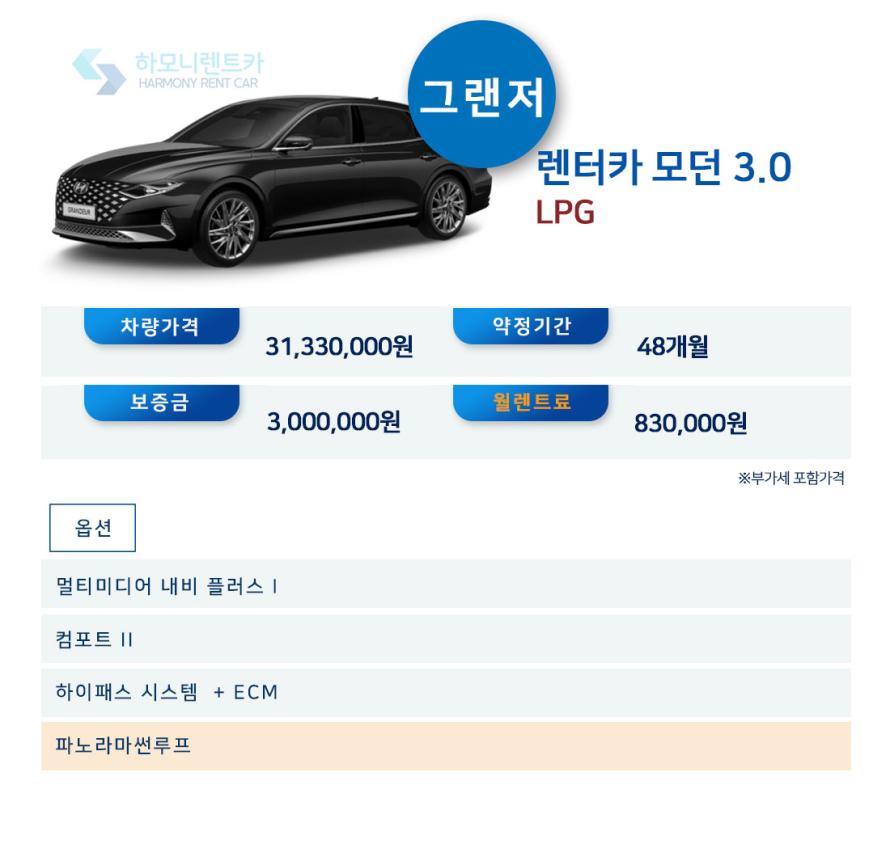 하모니렌트카
HARMONY RENT CAR
그랜저
렌터카 모던 3.0
LPG
GRANDEUR
차량가격
31,330,000원
약정기간
48개월
보증금
3,000,000원
월렌트료
830,000원
※부가세 포함가격
옵션
멀티미디어 내비 플러스 I
컴포트 II
하이패스 시스템 + ECM
파노라마썬루프